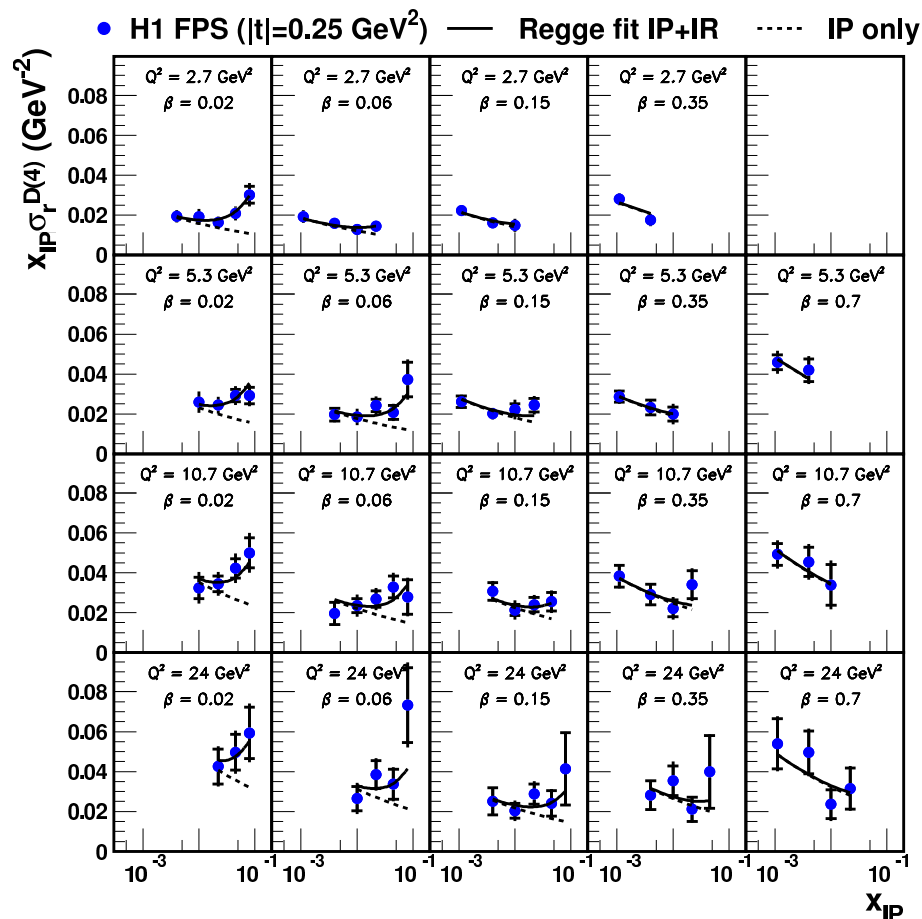 H1 FPS (|t|=0.25 GeV²) Regge fit IP+IR IP only
x_IP σ_r^D(4) (GeV⁻²)
Q² = 2.7 GeV² Q² = 2.7 GeV² Q² = 2.7 GeV² Q² = 2.7 GeV²
β = 0.02 β = 0.06 β = 0.15 β = 0.35
0.08
0.06
0.04
0.02
0
Q² = 5.3 GeV² Q² = 5.3 GeV² Q² = 5.3 GeV² Q² = 5.3 GeV² Q² = 5.3 GeV²
β = 0.02 β = 0.06 β = 0.15 β = 0.35 β = 0.7
0.08
0.06
0.04
0.02
0
Q² = 10.7 GeV² Q² = 10.7 GeV² Q² = 10.7 GeV² Q² = 10.7 GeV² Q² = 10.7 GeV²
β = 0.02 β = 0.06 β = 0.15 β = 0.35 β = 0.7
0.08
0.06
0.04
0.02
0
Q² = 24 GeV² Q² = 24 GeV² Q² = 24 GeV² Q² = 24 GeV² Q² = 24 GeV²
β = 0.02 β = 0.06 β = 0.15 β = 0.35 β = 0.7
0.08
0.06
0.04
0.02
0
10⁻³ 10⁻¹ 10⁻³ 10⁻¹ 10⁻³ 10⁻¹ 10⁻³ 10⁻¹ 10⁻³ 10⁻¹
x_IP